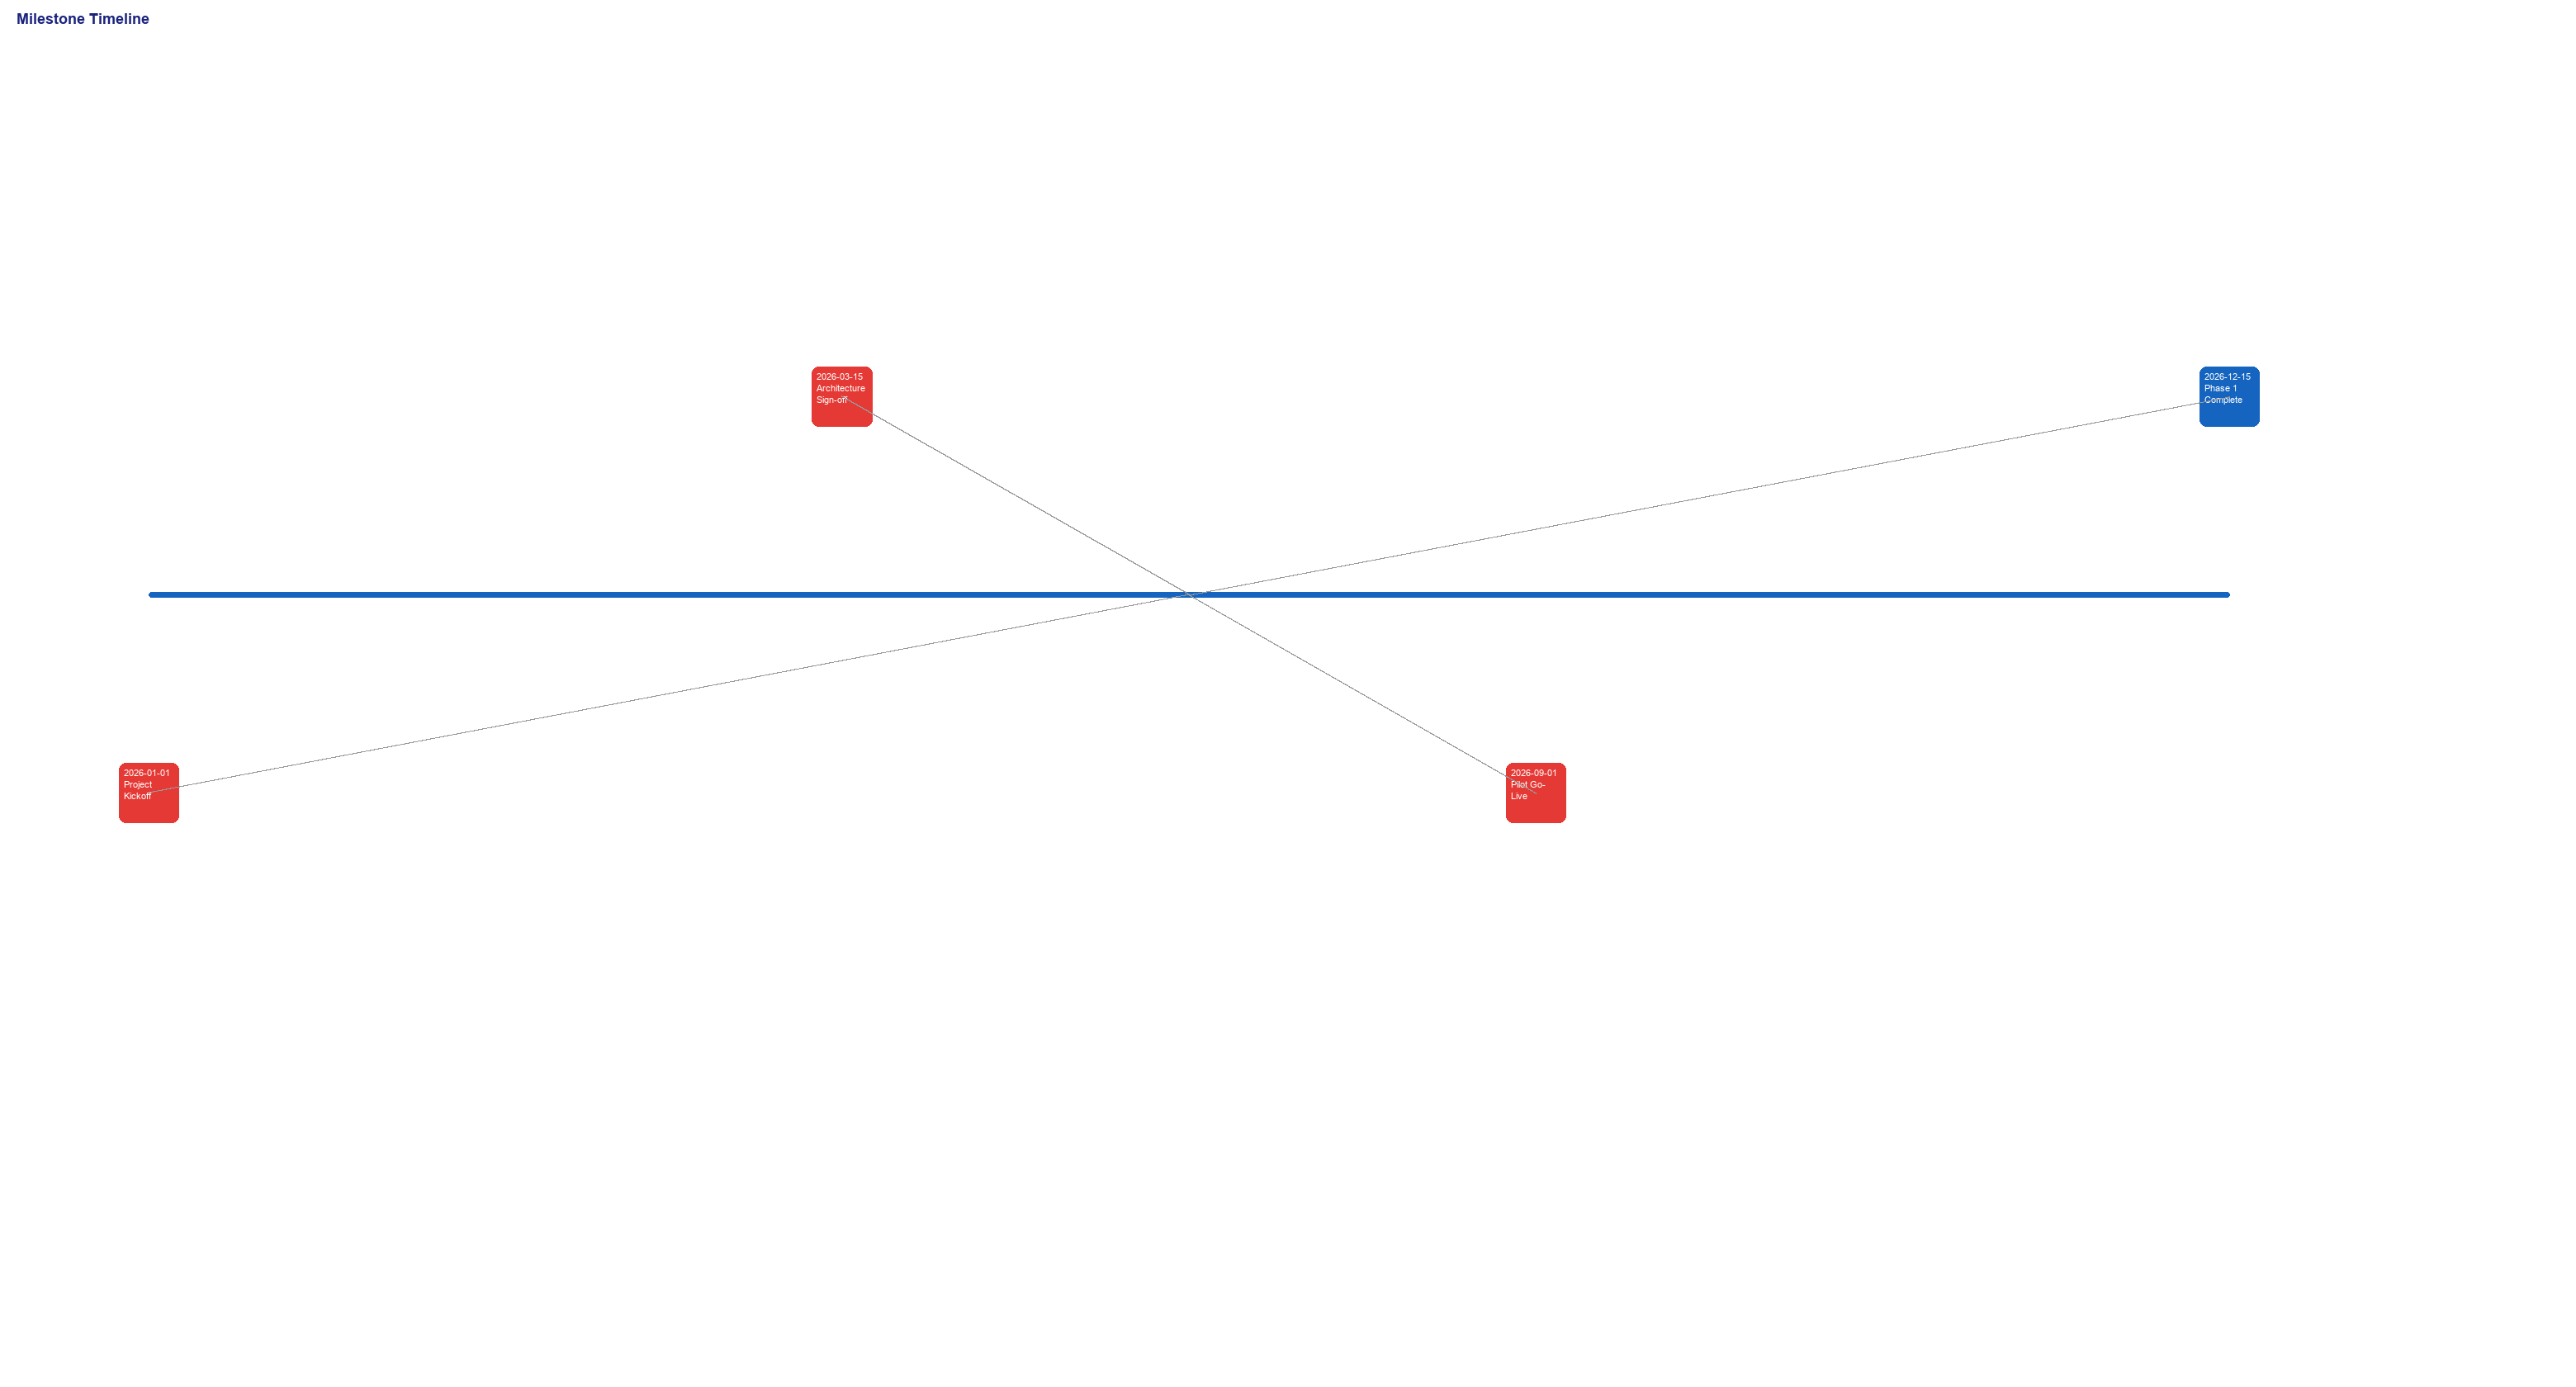 Milestone Timeline
2026-03-15
Architecture
Sign-off
2026-12-15
Phase 1
Complete
2026-01-01
Project
Kickoff
2026-09-01
Pilot Go-
Live